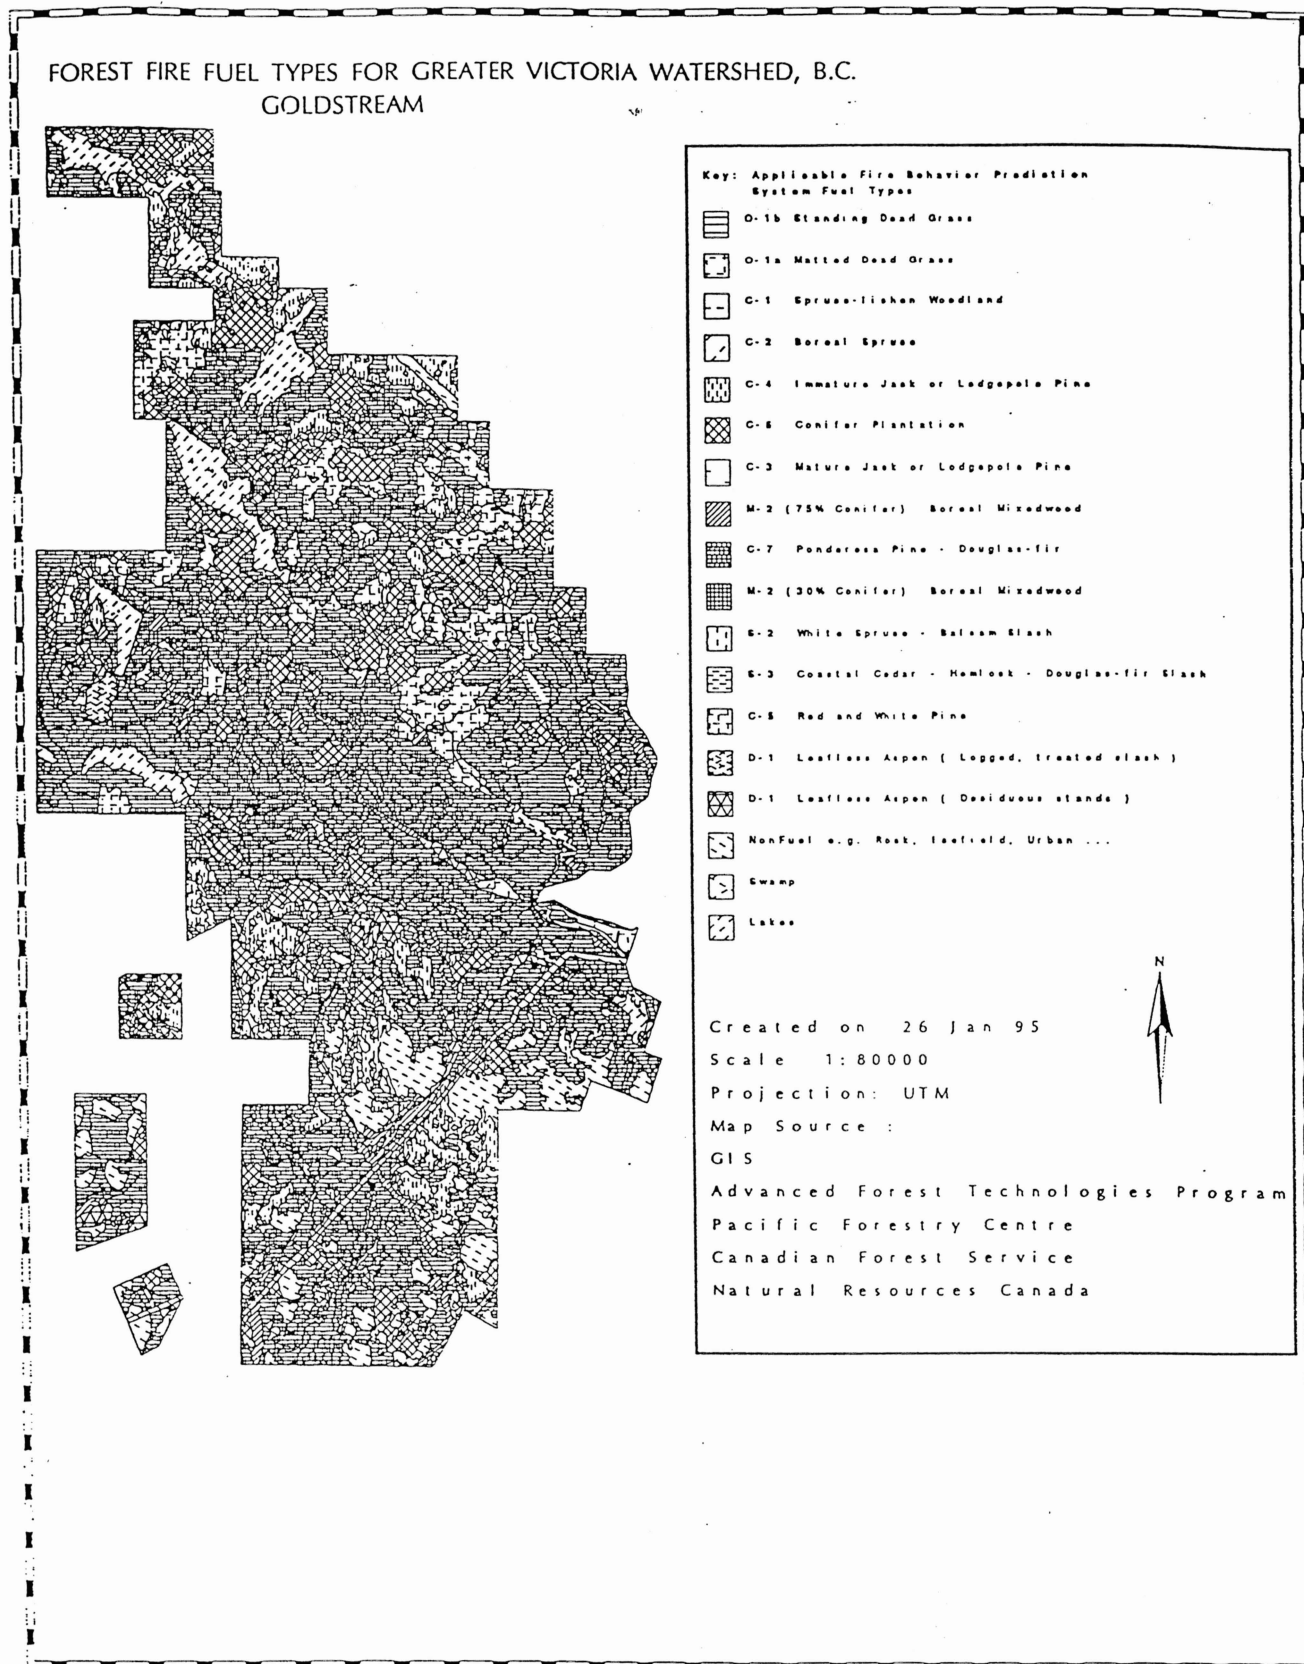 FOREST FIRE FUEL TYPES FOR GREATER VICTORIA WATERSHED, B.C.
GOLDSTREAM
Key: Applicable Fire Behavior Prediction
System Fuel Types
O-1b Standing Dead Grass
O-1a Matted Dead Grass
C-1 Spruce-lichen Woodland
C-2 Boreal Spruce
C-4 Immature Jack or Lodgepole Pine
C-6 Conifer Plantation
C-3 Mature Jack or Lodgepole Pine
M-2 (75% Conifer) Boreal Mixedwood
C-7 Ponderosa Pine - Douglas-fir
M-2 (30% Conifer) Boreal Mixedwood
S-2 White Spruce - Balsam Slash
S-3 Coastal Cedar - Hemlock - Douglas-fir Slash
C-5 Red and White Pine
D-1 Leafless Aspen ( Logged, treated slash )
D-1 Leafless Aspen ( Deciduous stands )
NonFuel e.g. Rock, Icefield, Urban ...
Swamp
Lakes
N
Created on 26 Jan 95
Scale 1:80000
Projection: UTM
Map Source :
GIS
Advanced Forest Technologies Program
Pacific Forestry Centre
Canadian Forest Service
Natural Resources Canada